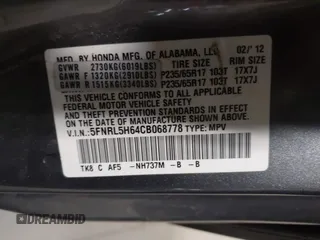 MFD. BY HONDA MFG. OF ALABAMA, LLC 02/'12
GVWR 2730KG(6019LBS) TIRE RIM
GAWR F 1320KG(2910LBS) P235/65R17 103T 17X7J
GAWR R 1515KG(3340LBS) P235/65R17 103T 17X7J
THIS VEHICLE CONFORMS TO ALL APPLICABLE
FEDERAL MOTOR VEHICLE SAFETY, BUMPER
AND THEFT PREVENTION STANDARDS IN EFFECT
ON THE DATE OF MANUFACTURE SHOWN ABOVE.
V.I.N.:5FNRL5H64CB068778 TYPE:MPV
TK8 C AF5 -NH737M -B -B
DREAMBID